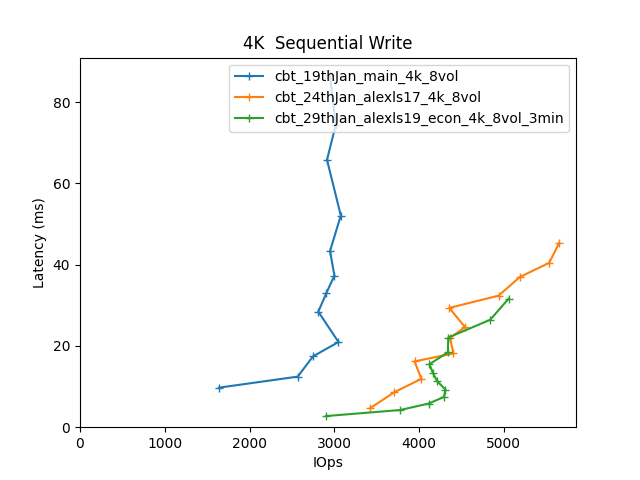 4K  Sequential Write
cbt_19thJan_main_4k_8vol
cbt_24thJan_alexls17_4k_8vol
cbt_29thJan_alexls19_econ_4k_8vol_3min
Latency (ms)
80
60
40
20
0
0 1000 2000 3000 4000 5000
IOps